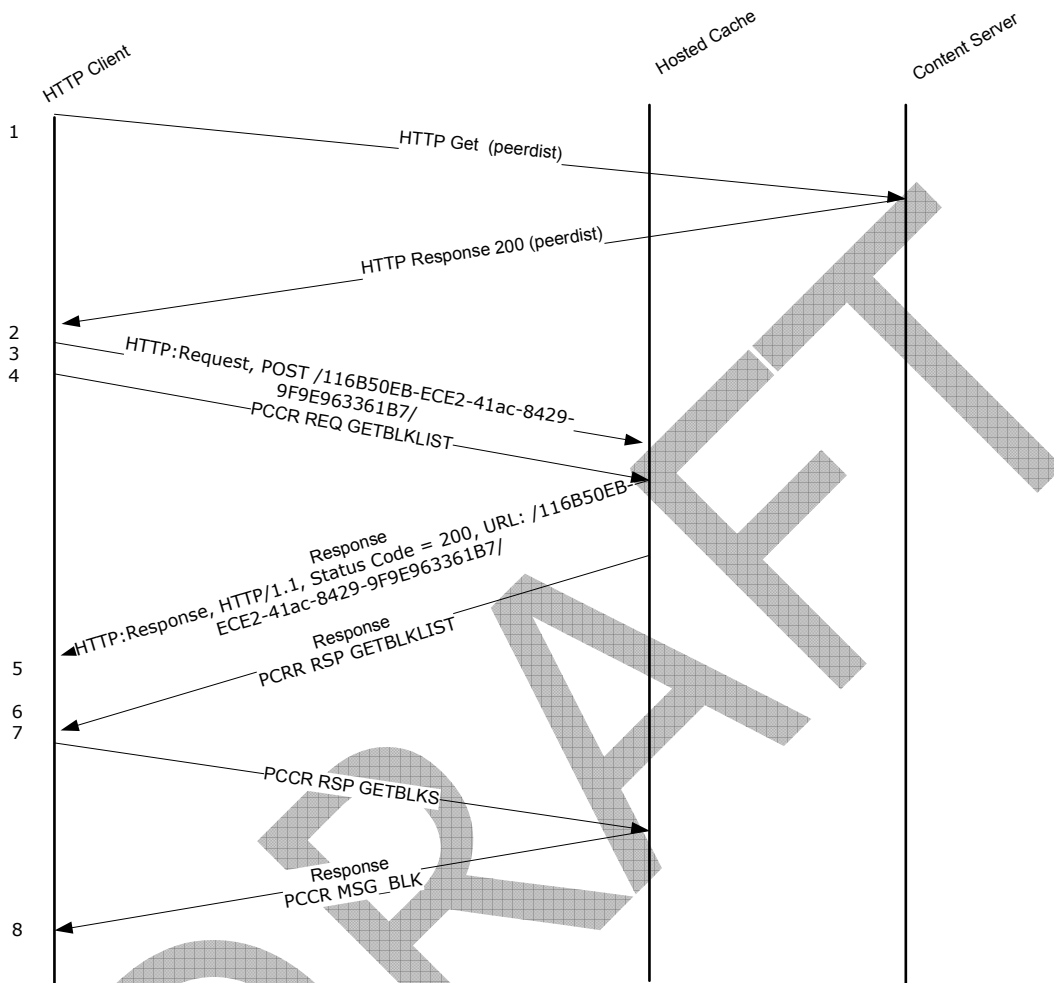 HTTP Client
Hosted Cache
Content Server
1
HTTP Get (peerdist)
HTTP Response 200 (peerdist)
2
3
HTTP:Request, POST /116B50EB-ECE2-41ac-8429-
9F9E963361B7/
4
PCCR REQ GETBLKLIST
Response
HTTP:Response, HTTP/1.1, Status Code = 200, URL: /116B50EB-
ECE2-41ac-8429-9F9E963361B7/
5
Response
PCRR RSP GETBLKLIST
6
7
PCCR RSP GETBLKS
Response
PCCR MSG_BLK
8
DRAFT